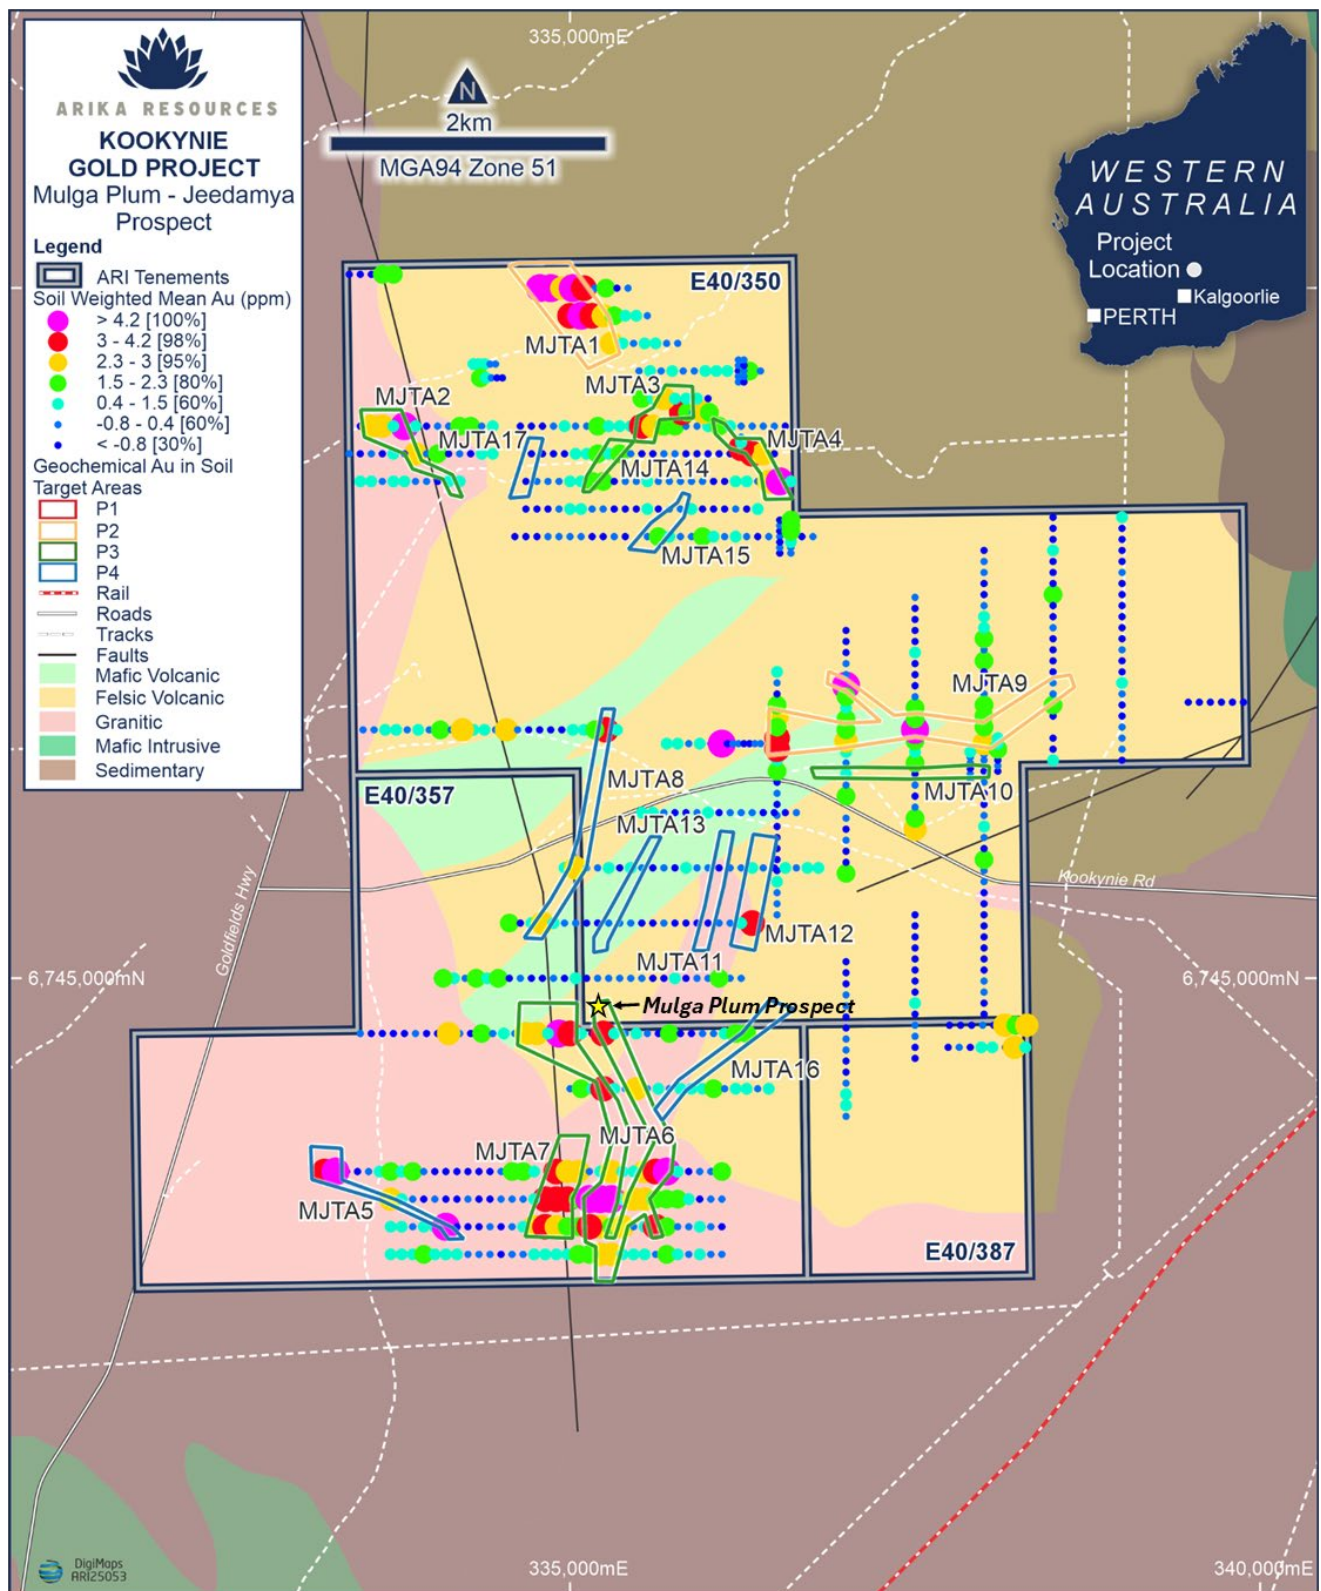 ARIKA RESOURCES
KOOKYNIE
GOLD PROJECT
Mulga Plum - Jeedamya
Prospect
Legend
ARI Tenements
Soil Weighted Mean Au (ppm)
> 4.2 [100%]
3 - 4.2 [98%]
2.3 - 3 [95%]
1.5 - 2.3 [80%]
0.4 - 1.5 [60%]
-0.8 - 0.4 [60%]
< -0.8 [30%]
Geochemical Au in Soil
Target Areas
P1
P2
P3
P4
Rail
Roads
Tracks
Faults
Mafic Volcanic
Felsic Volcanic
Granitic
Mafic Intrusive
Sedimentary
335,000mE
N
2km
MGA94 Zone 51
WESTERN
AUSTRALIA
Project
Location
Kalgoorlie
PERTH
E40/350
MJTA1
MJTA2
MJTA3
MJTA17
MJTA4
MJTA14
MJTA15
MJTA9
MJTA8
MJTA10
E40/357
MJTA13
Goldfields Hwy
Kookynie Rd
MJTA12
MJTA11
6,745,000mN
6,745,000mN
Mulga Plum Prospect
MJTA16
MJTA6
MJTA7
MJTA5
E40/387
DigiMaps
ARI25053
335,000mE
340,000mE